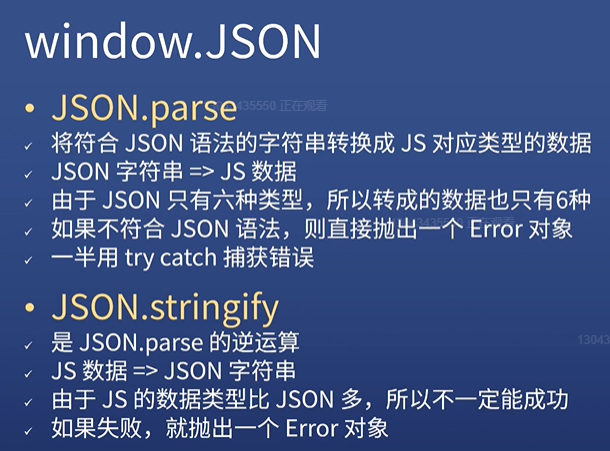 window.JSON
• JSON.parse
✓ 将符合 JSON 语法的字符串转换成 JS 对应类型的数据
✓ JSON 字符串 => JS 数据
✓ 由于 JSON 只有六种类型，所以转成的数据也只有6种
✓ 如果不符合 JSON 语法，则直接抛出一个 Error 对象
✓ 一半用 try catch 捕获错误
• JSON.stringify
✓ 是 JSON.parse 的逆运算
✓ JS 数据 => JSON 字符串
✓ 由于 JS 的数据类型比 JSON 多，所以不一定能成功
✓ 如果失败，就抛出一个 Error 对象
正在观看
13043